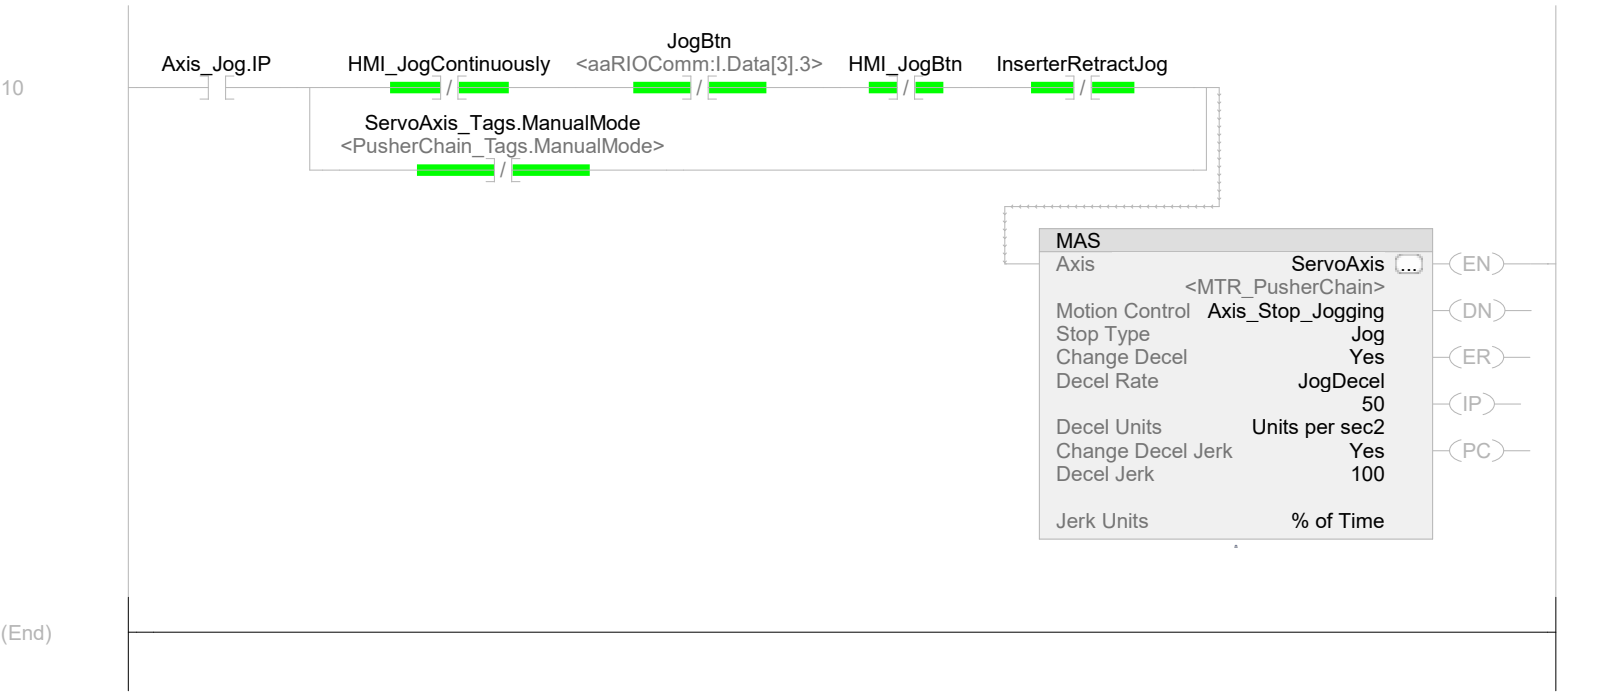 10
Axis_Jog.IP
HMI_JogContinuously
/
JogBtn
<aaRIOComm:I.Data[3].3>
/
HMI_JogBtn
/
InserterRetractJog
/
ServoAxis_Tags.ManualMode
<PusherChain_Tags.ManualMode>
/
MAS
Axis ServoAxis ...
<MTR_PusherChain>
Motion Control Axis_Stop_Jogging
Stop Type Jog
Change Decel Yes
Decel Rate JogDecel
50
Decel Units Units per sec2
Change Decel Jerk Yes
Decel Jerk 100
Jerk Units % of Time
EN
DN
ER
IP
PC
(End)